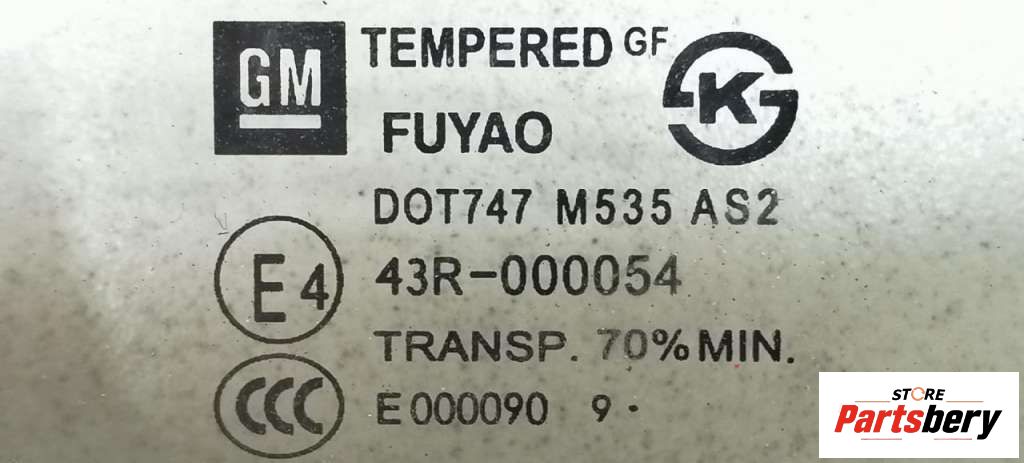 GM TEMPERED GF
K
FUYAO
DOT747 M535 AS2
E4 43R-000054
TRANSP. 70% MIN.
CCC E000090 9 ·
STORE
Partsbery